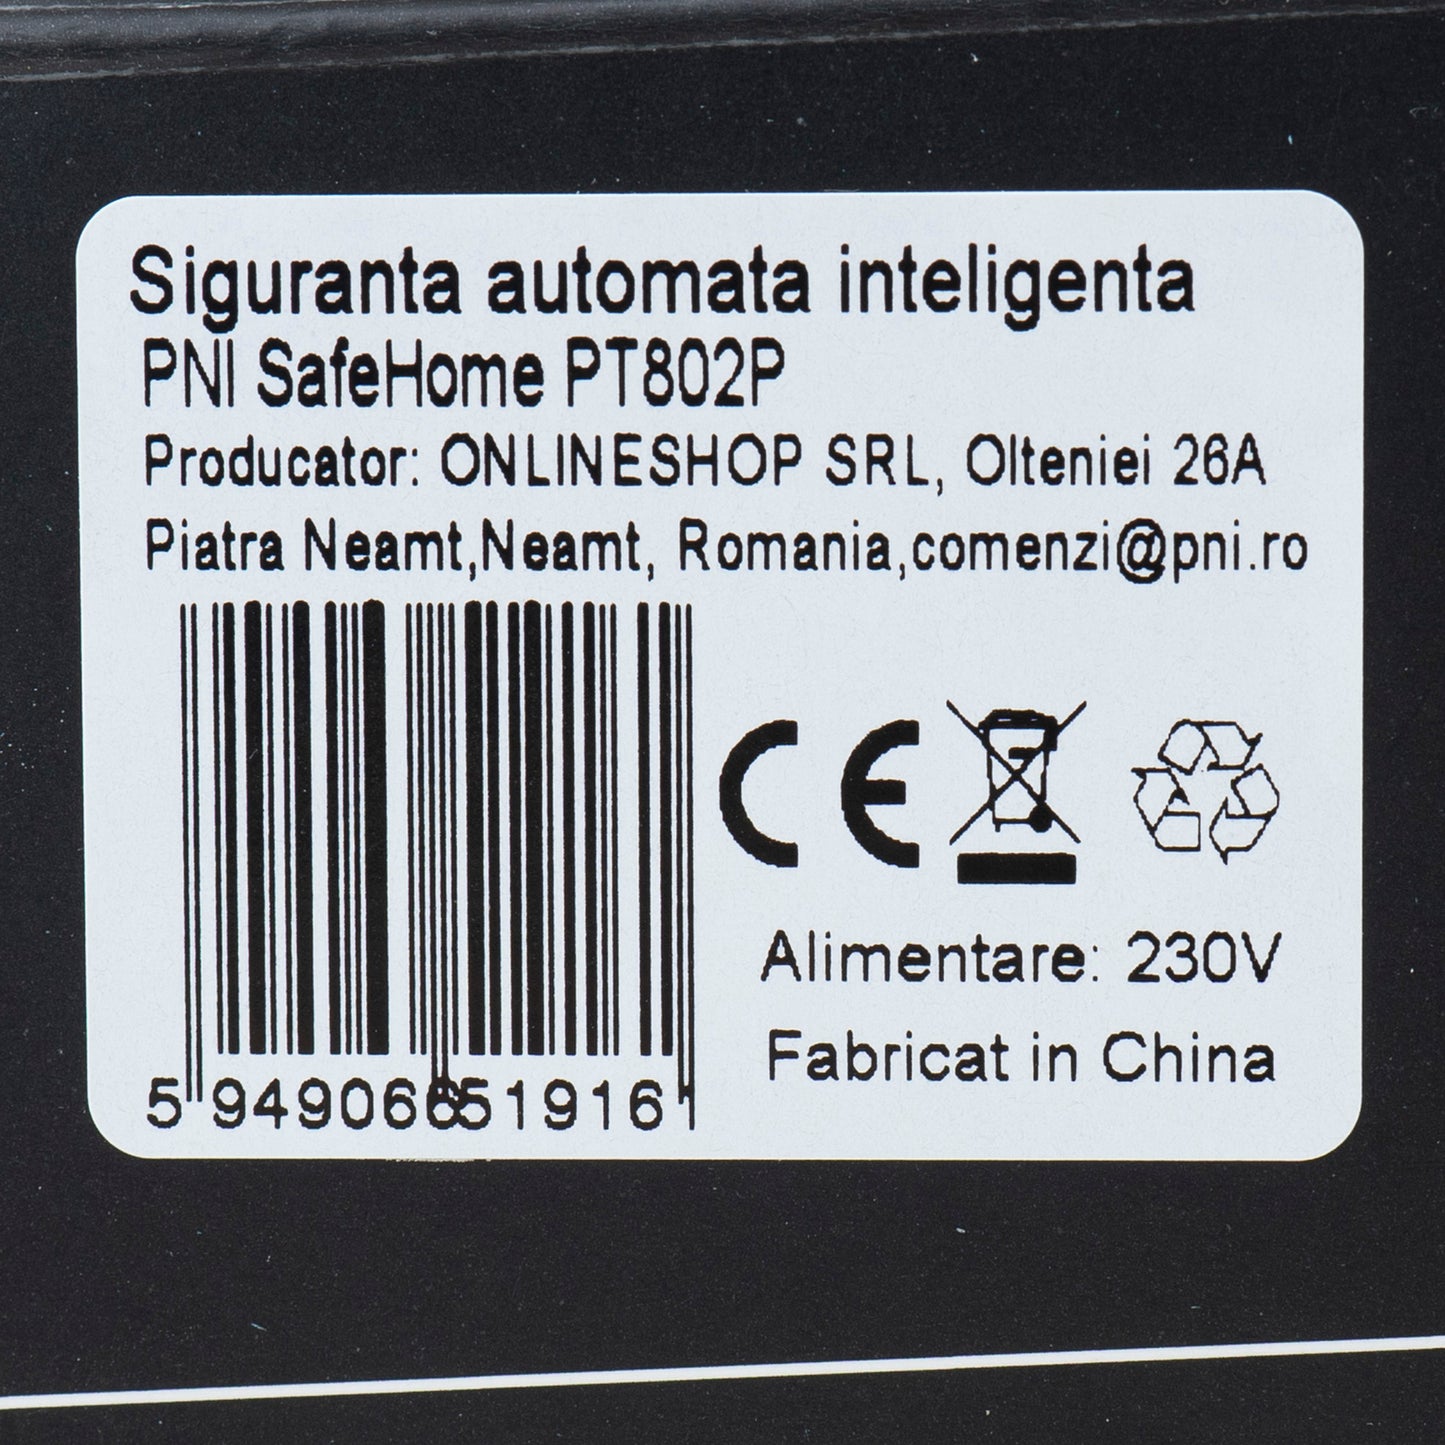 Siguranta automata inteligenta
PNI SafeHome PT802P
Producator: ONLINESHOP SRL, Olteniei 26A
Piatra Neamt,Neamt, Romania,comenzi@pni.ro
CE
Alimentare: 230V
Fabricat in China
5 949066 519161